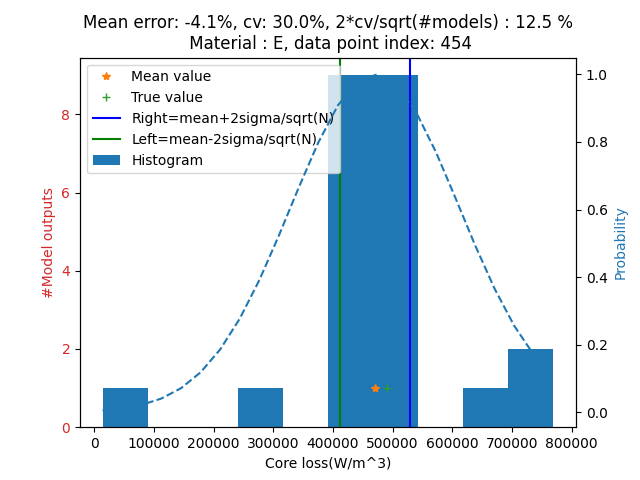 Mean error: -4.1%, cv: 30.0%, 2*cv/sqrt(#models) : 12.5 %
Material : E, data point index: 454
Mean value
True value
Right=mean+2sigma/sqrt(N)
Left=mean-2sigma/sqrt(N)
Histogram
#Model outputs
0
2
4
6
8
Probability
0.0
0.2
0.4
0.6
0.8
1.0
0 100000 200000 300000 400000 500000 600000 700000 800000
Core loss(W/m^3)